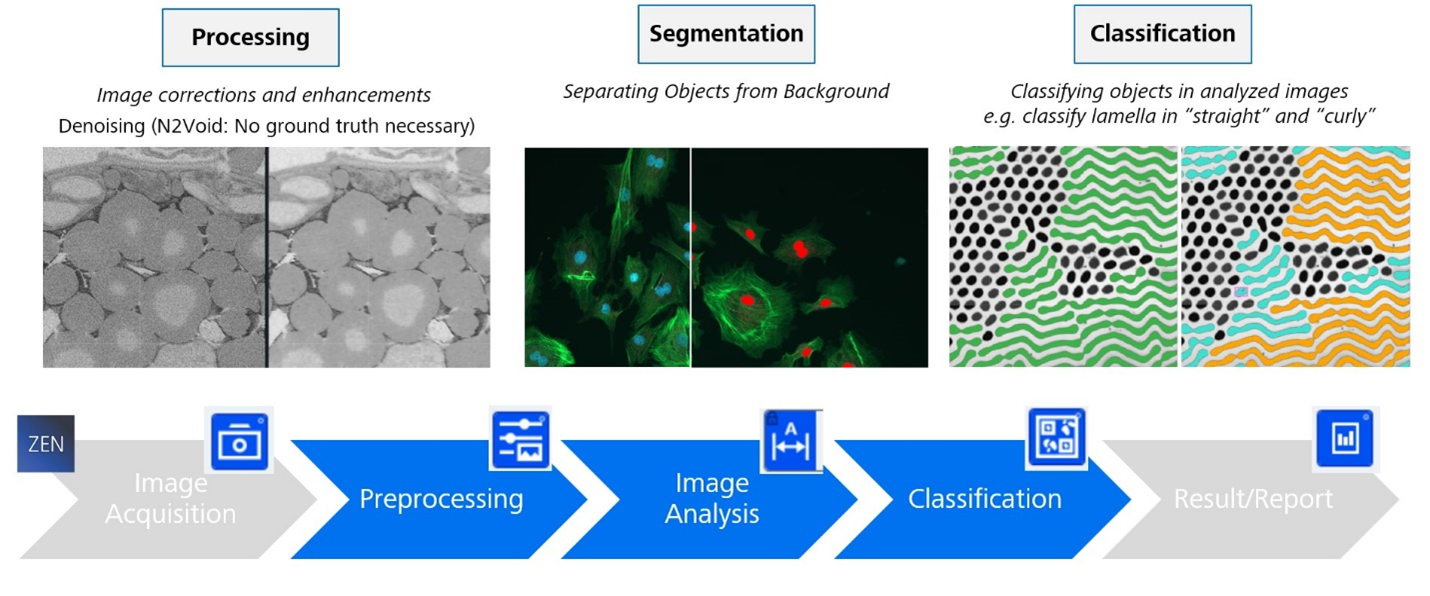 Processing
Image corrections and enhancements
Denoising (N2Void: No ground truth necessary)
Segmentation
Separating Objects from Background
Classification
Classifying objects in analyzed images
e.g. classify lamella in “straight” and “curly”
ZEN
Image
Acquisition
Preprocessing
A
Image
Analysis
Classification
Result/Report